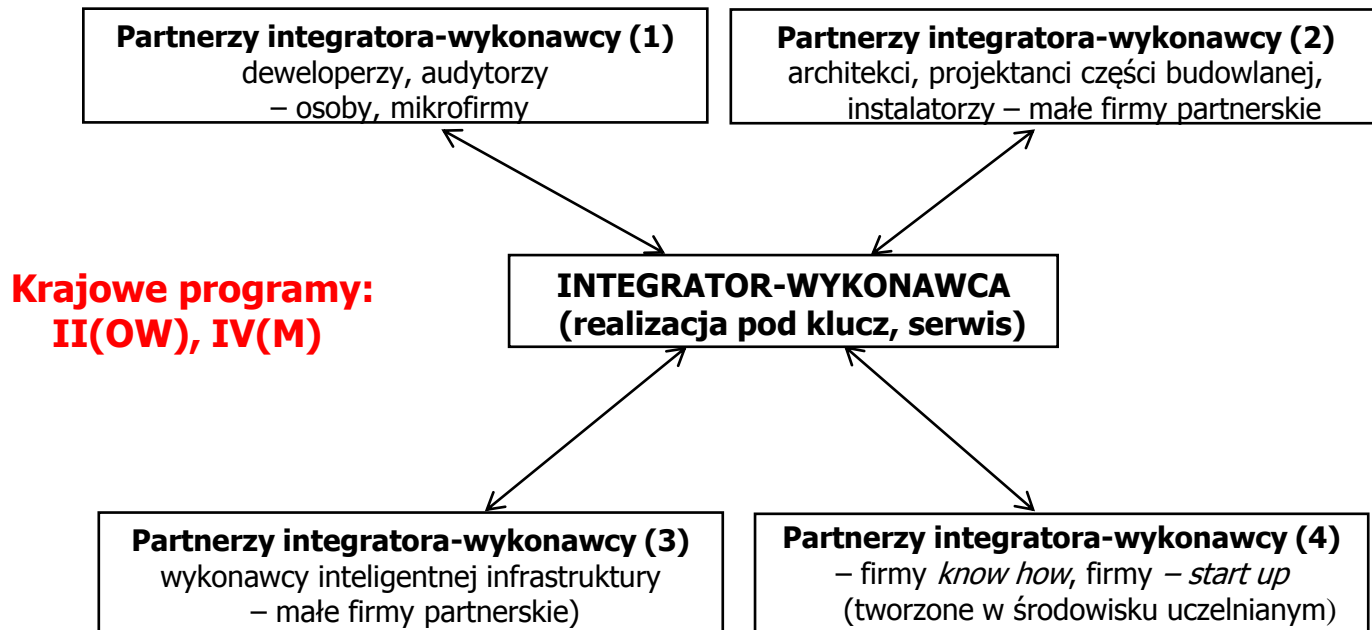 Partnerzy integratora-wykonawcy (1)
deweloperzy, audytorzy
– osoby, mikrofirmy
Partnerzy integratora-wykonawcy (2)
architekci, projektanci części budowlanej,
instalatorzy – małe firmy partnerskie
Krajowe programy:
II(OW), IV(M)
INTEGRATOR-WYKONAWCA
(realizacja pod klucz, serwis)
Partnerzy integratora-wykonawcy (3)
wykonawcy inteligentnej infrastruktury
– małe firmy partnerskie)
Partnerzy integratora-wykonawcy (4)
– firmy know how, firmy – start up
(tworzone w środowisku uczelnianym)